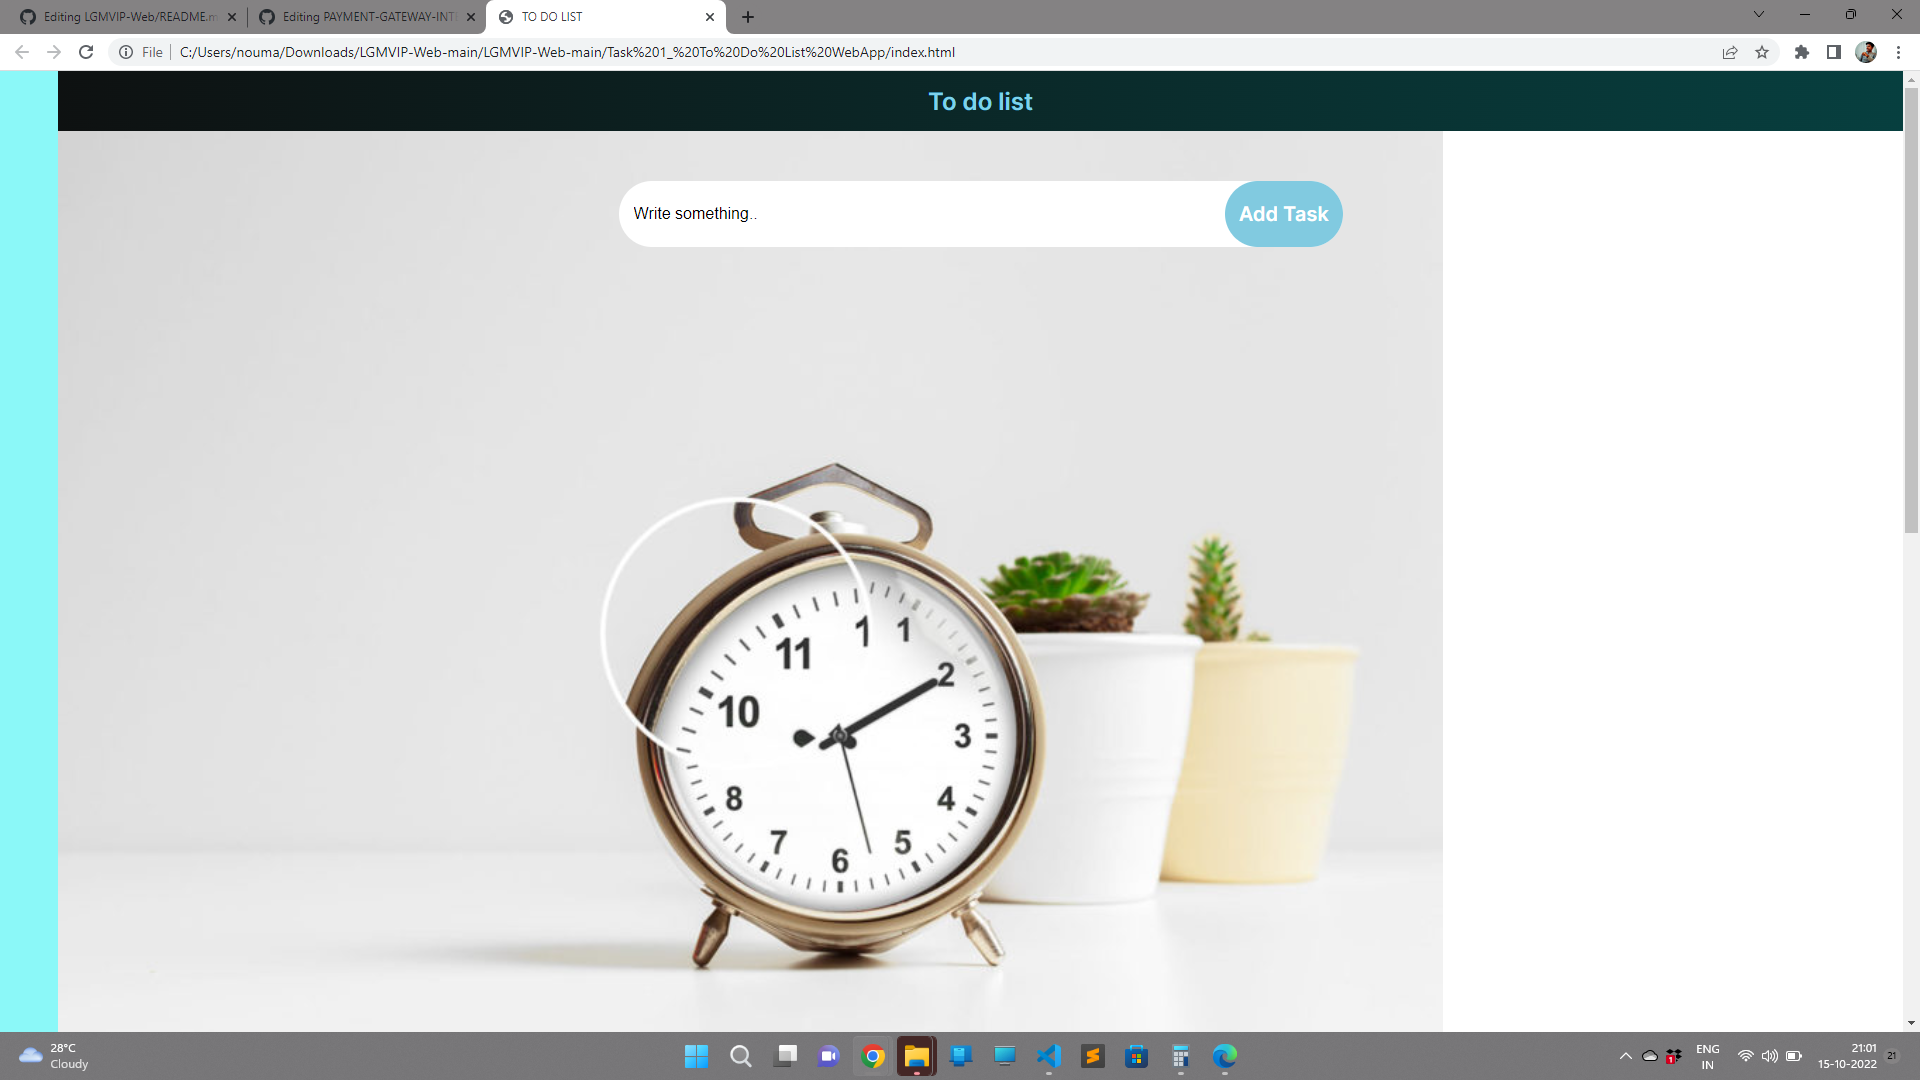 Editing LGMVIP-Web/README.m
Editing PAYMENT-GATEWAY-INT
TO DO LIST
File
C:/Users/nouma/Downloads/LGMVIP-Web-main/LGMVIP-Web-main/Task%201_%20To%20Do%20List%20WebApp/index.html
To do list
Write something..
Add Task
11
1
1
10
2
3
8
4
7
6
5
28°C
Cloudy
1
ENG
IN
21:01
15-10-2022
21